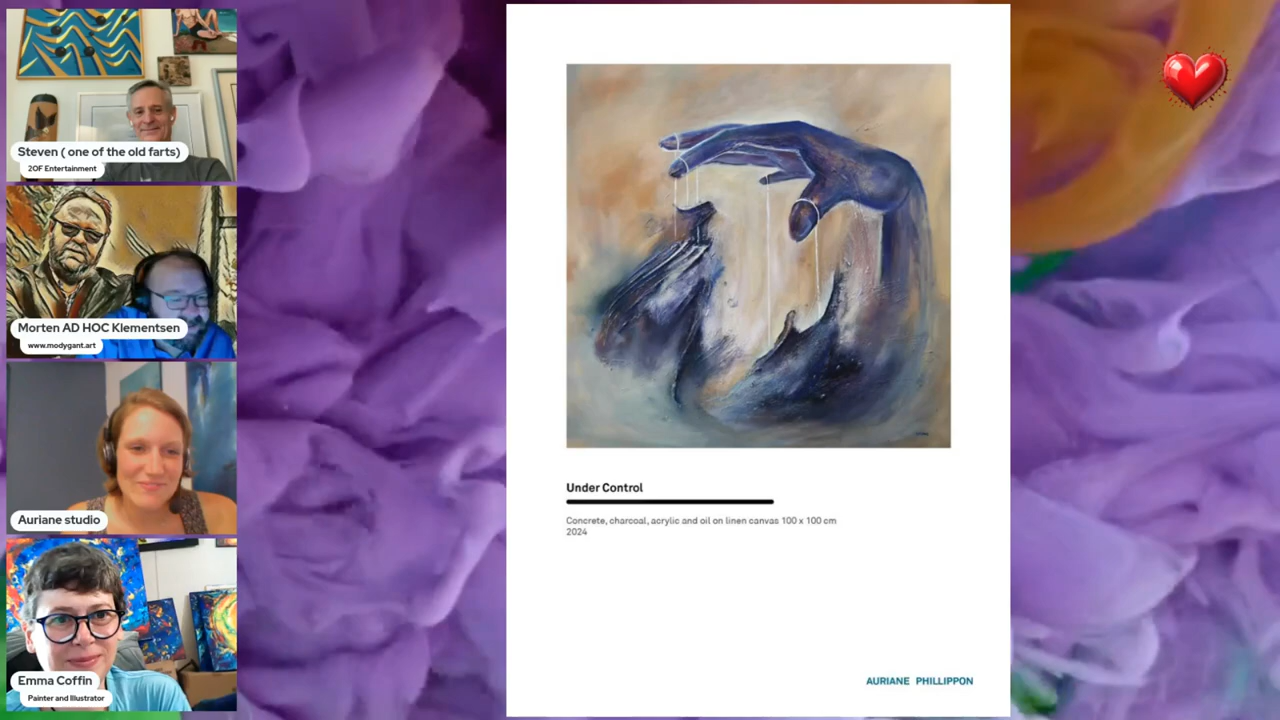 Steven ( one of the old farts)
2OF Entertainment
Morten AD HOC Klementsen
www.modygant.art
Auriane studio
Emma Coffin
Painter and Illustrator
Under Control
Concrete, charcoal, acrylic and oil on linen canvas 100 x 100 cm
2024
AURIANE PHILLIPPON